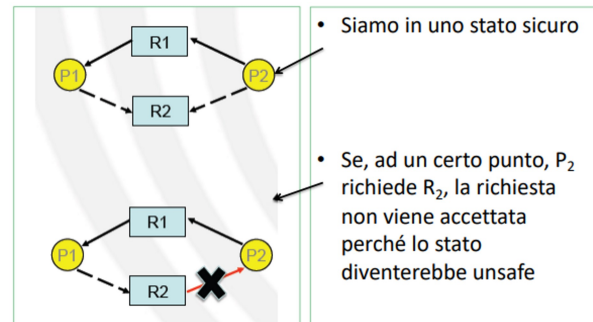 R1
P1
P2
R2
• Siamo in uno stato sicuro
• Se, ad un certo punto, P₂
richiede R₂, la richiesta
non viene accettata
perché lo stato
diventerebbe unsafe
R1
P1
P2
R2